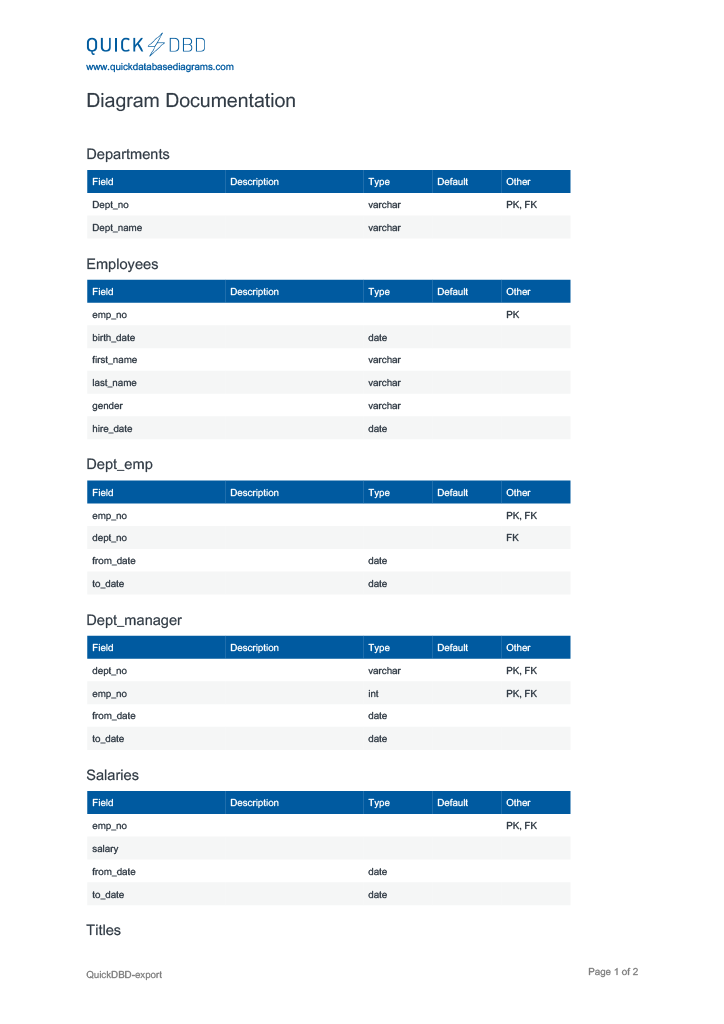 QUICK DBD
www.quickdatabasediagrams.com
Diagram Documentation
Departments
Field Description Type Default Other
Dept_no varchar PK, FK
Dept_name varchar
Employees
Field Description Type Default Other
emp_no PK
birth_date date
first_name varchar
last_name varchar
gender varchar
hire_date date
Dept_emp
Field Description Type Default Other
emp_no PK, FK
dept_no FK
from_date date
to_date date
Dept_manager
Field Description Type Default Other
dept_no varchar PK, FK
emp_no int PK, FK
from_date date
to_date date
Salaries
Field Description Type Default Other
emp_no PK, FK
salary
from_date date
to_date date
Titles
QuickDBD-export Page 1 of 2